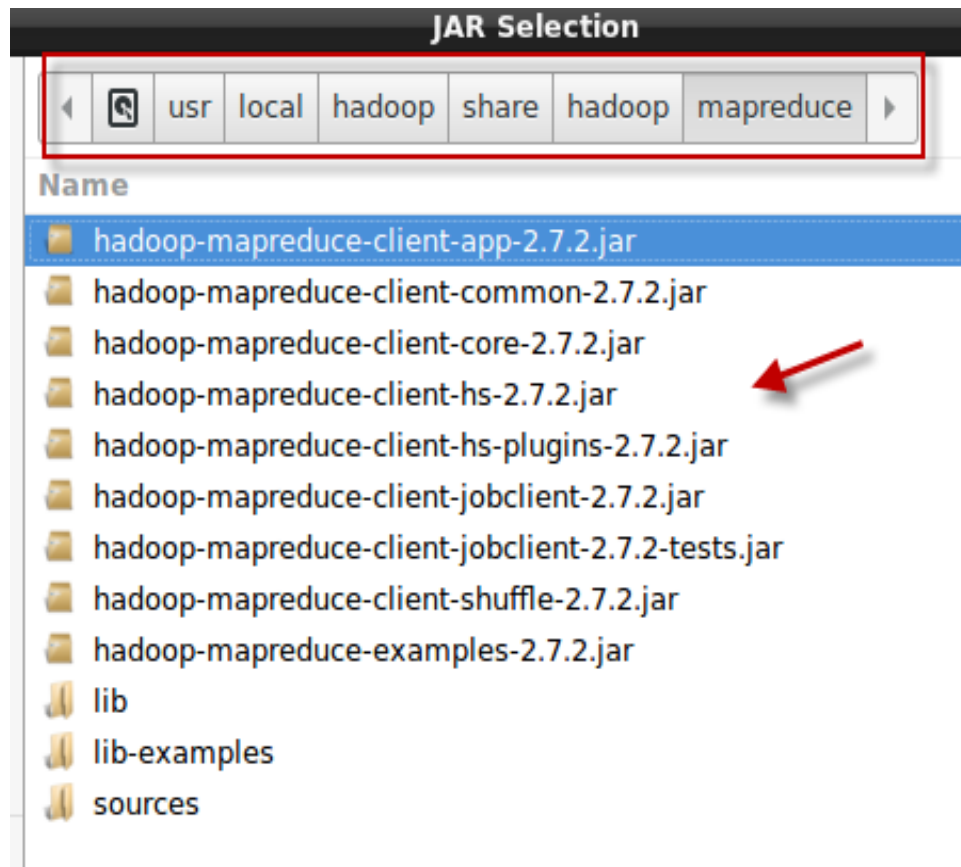 JAR Selection
usr local hadoop share hadoop mapreduce
Name
hadoop-mapreduce-client-app-2.7.2.jar
hadoop-mapreduce-client-common-2.7.2.jar
hadoop-mapreduce-client-core-2.7.2.jar
hadoop-mapreduce-client-hs-2.7.2.jar
hadoop-mapreduce-client-hs-plugins-2.7.2.jar
hadoop-mapreduce-client-jobclient-2.7.2.jar
hadoop-mapreduce-client-jobclient-2.7.2-tests.jar
hadoop-mapreduce-client-shuffle-2.7.2.jar
hadoop-mapreduce-examples-2.7.2.jar
lib
lib-examples
sources